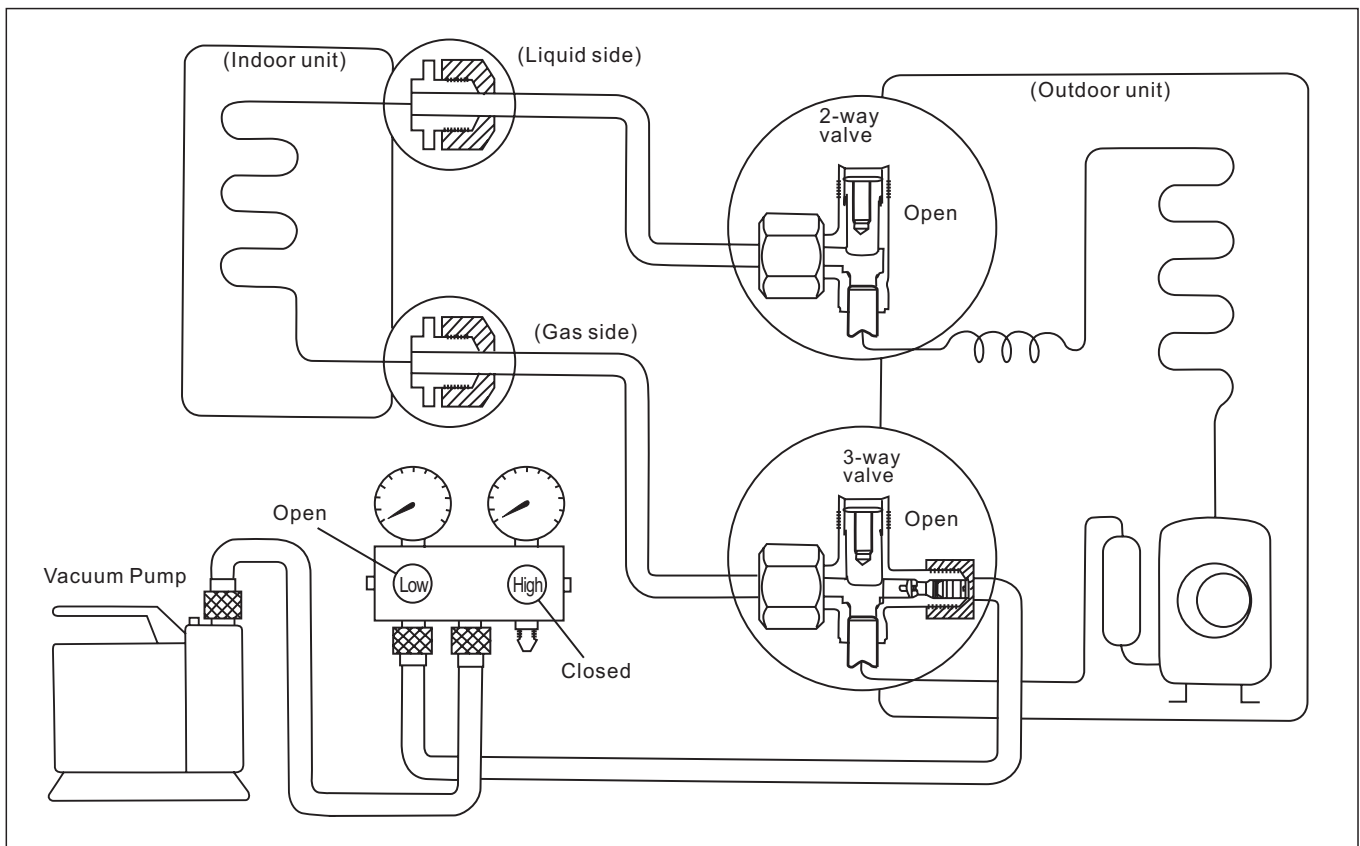 (Indoor unit)
(Liquid side)
(Outdoor unit)
2-way
valve
Open
(Gas side)
3-way
valve
Open
Open
Low
High
Vacuum Pump
Closed